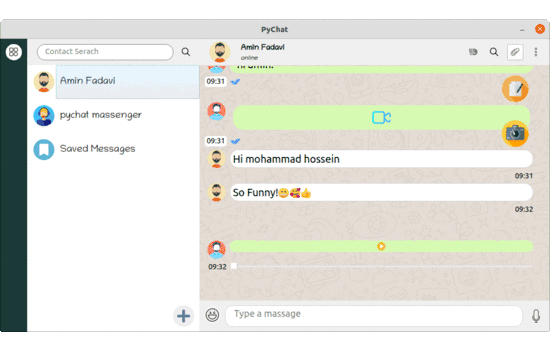 PyChat
Contact Serach
Amin Fadavi
online
Amin Fadavi
pychat massenger
Saved Messages
09:31
09:31
Hi mohammad hossein
09:31
So Funny!😁🥰👍
09:32
09:32
Type a massage